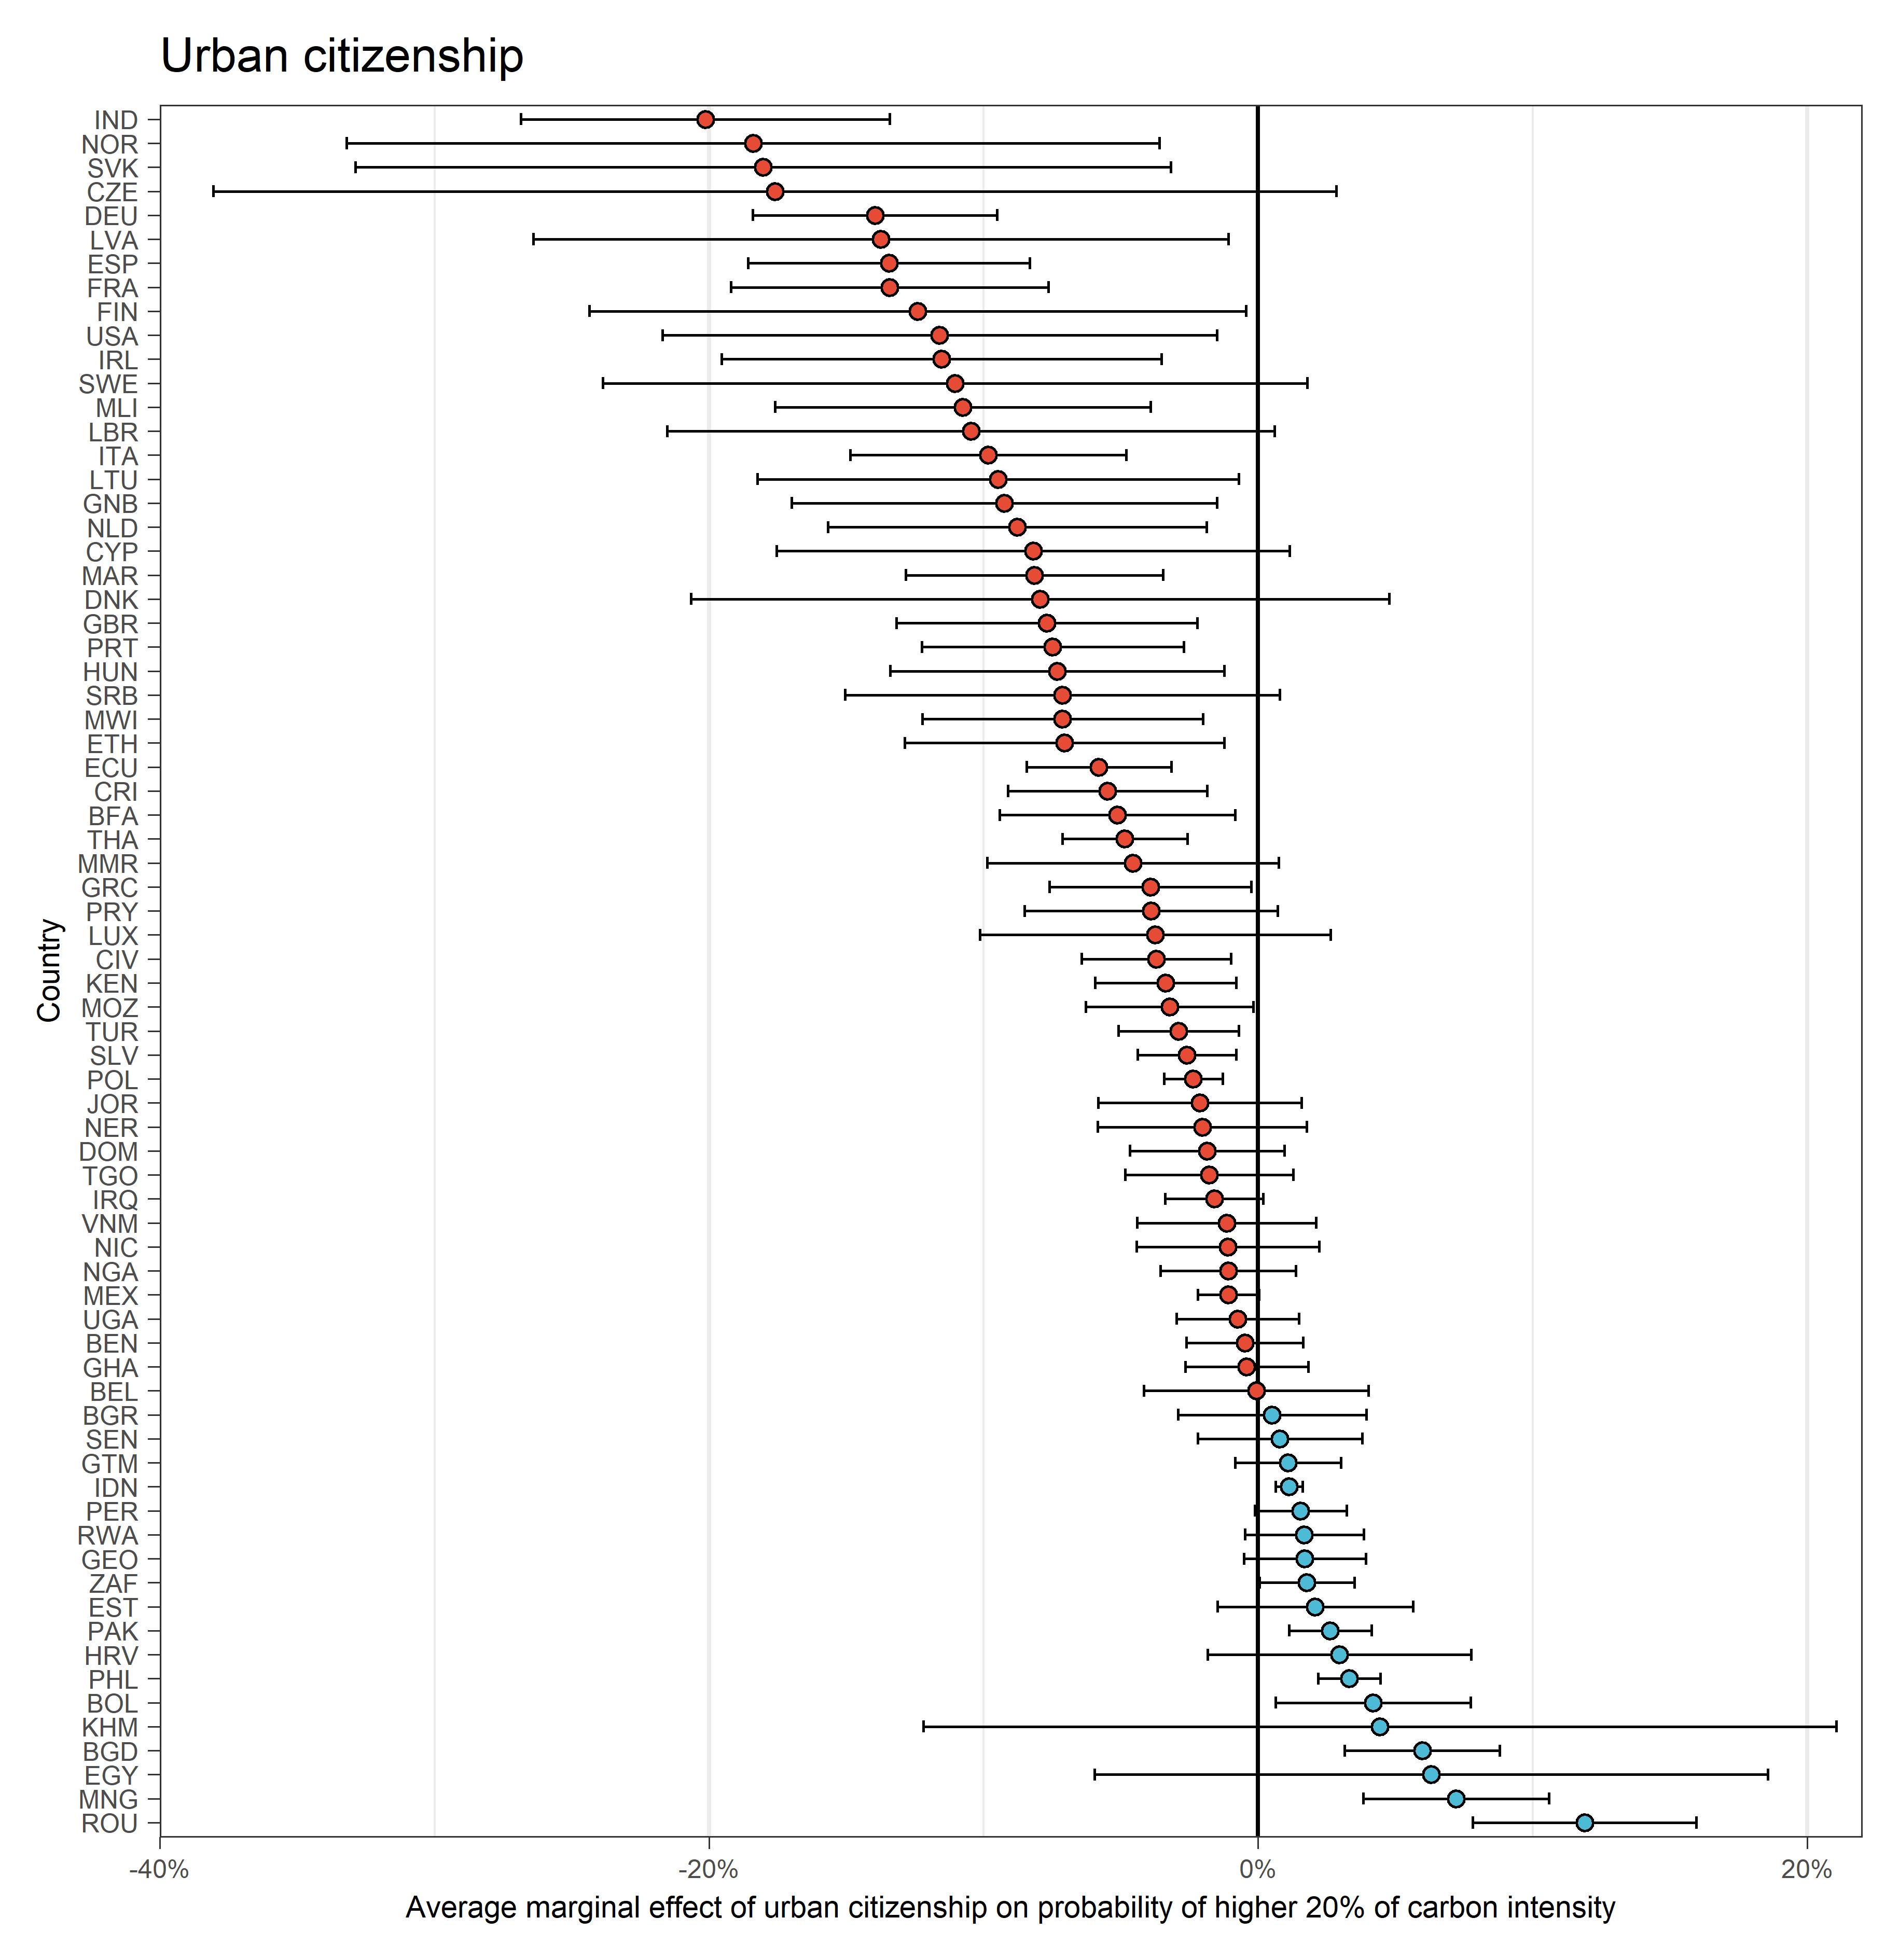 Urban citizenship
IND
NOR
SVK
CZE
DEU
LVA
ESP
FRA
FIN
USA
IRL
SWE
MLI
LBR
ITA
LTU
GNB
NLD
CYP
MAR
DNK
GBR
PRT
HUN
SRB
MWI
ETH
ECU
CRI
BFA
THA
MMR
GRC
PRY
LUX
CIV
KEN
MOZ
TUR
SLV
POL
JOR
NER
DOM
TGO
IRQ
VNM
NIC
NGA
MEX
UGA
BEN
GHA
BEL
BGR
SEN
GTM
IDN
PER
RWA
GEO
ZAF
EST
PAK
HRV
PHL
BOL
KHM
BGD
EGY
MNG
ROU
Country
-40% -20% 0% 20%
Average marginal effect of urban citizenship on probability of higher 20% of carbon intensity